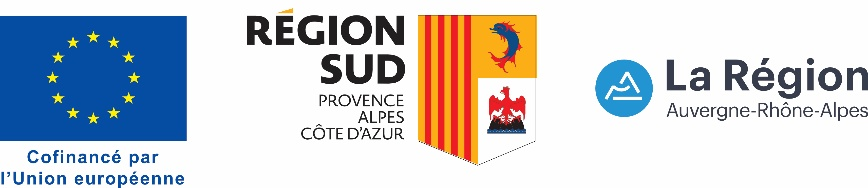 Cofinancé par
l'Union européenne
RÉGION
SUD
PROVENCE
ALPES
CÔTE D'AZUR
La Région
Auvergne-Rhône-Alpes